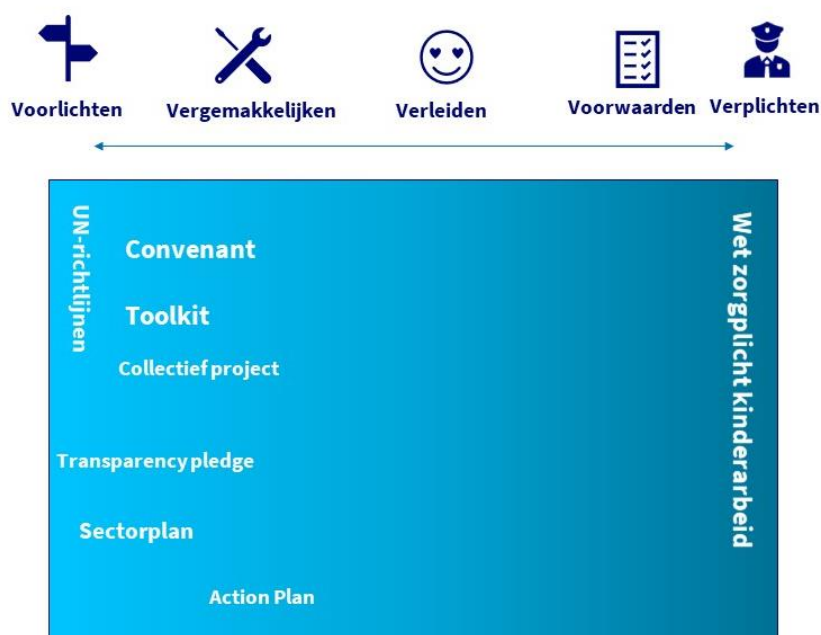 Voorlichten
Vergemakkelijken
Verleiden
Voorwaarden
Verplichten
UN-richtlijnen
Convenant
Toolkit
Collectief project
Transparency pledge
Sectorplan
Action Plan
Wet zorgplicht kinderarbeid